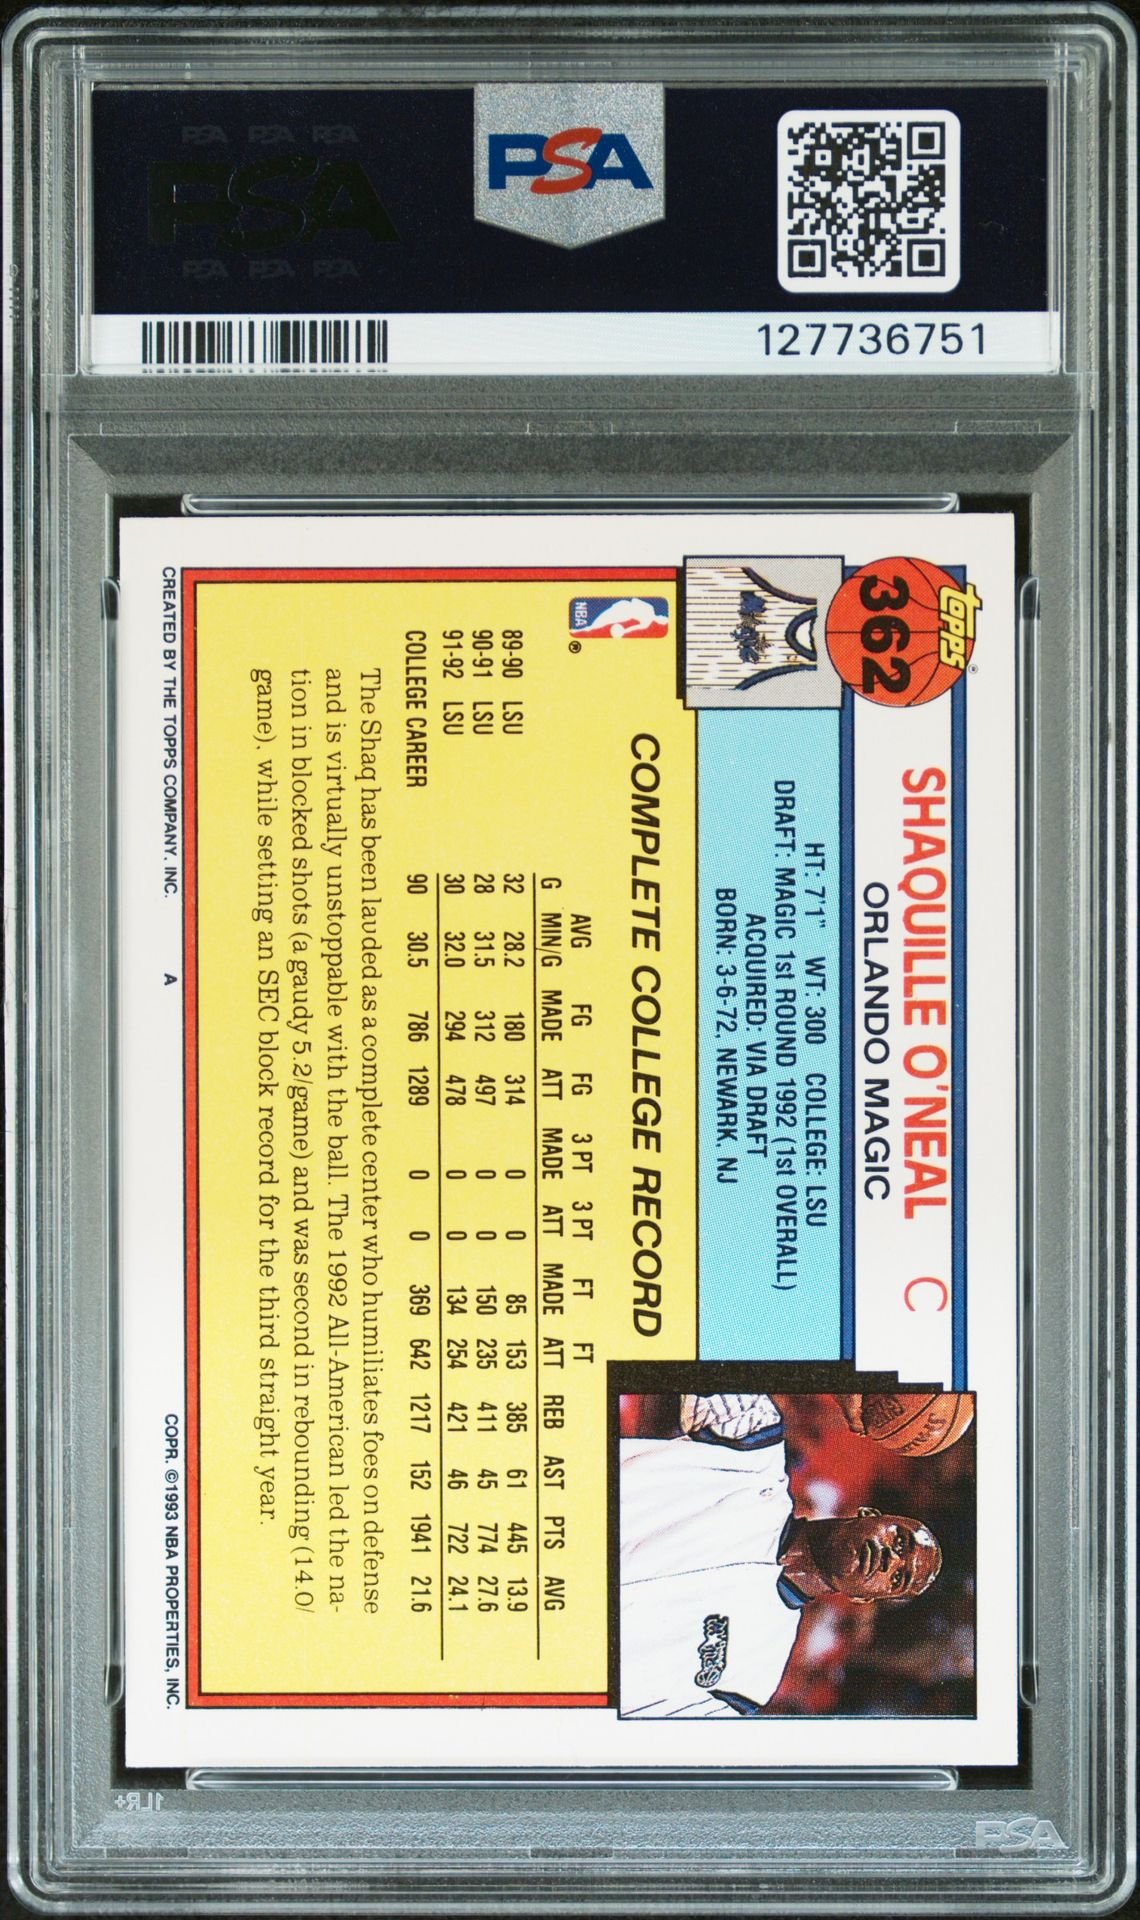 PSA PSA PSA
PSA
PSA PSA PSA
PSA
127736751
topps®
362
SHAQUILLE O'NEAL C
ORLANDO MAGIC
Magic
HT: 7'1" WT: 300 COLLEGE: LSU
DRAFT: MAGIC 1st ROUND 1992 (1st OVERALL)
ACQUIRED: VIA DRAFT
BORN: 3-6-72, NEWARK, NJ
NBA ®
COMPLETE COLLEGE RECORD
AVG FG FG 3 PT 3 PT FT FT
G MIN/G MADE ATT MADE ATT MADE ATT REB AST PTS AVG
89-90 LSU 32 28.2 180 314 0 0 85 153 385 61 445 13.9
90-91 LSU 28 31.5 312 497 0 0 150 235 411 45 774 27.6
91-92 LSU 30 32.0 294 478 0 0 134 254 421 46 722 24.1
COLLEGE CAREER 90 30.5 786 1289 0 0 369 642 1217 152 1941 21.6
The Shaq has been lauded as a complete center who humiliates foes on defense
and is virtually unstoppable with the ball. The 1992 All-American led the na-
tion in blocked shots (a gaudy 5.2/game) and was second in rebounding (14.0/
game), while setting an SEC block record for the third straight year.
CREATED BY THE TOPPS COMPANY, INC. A COPR. ©1993 NBA PROPERTIES, INC.
1LR+
PSA